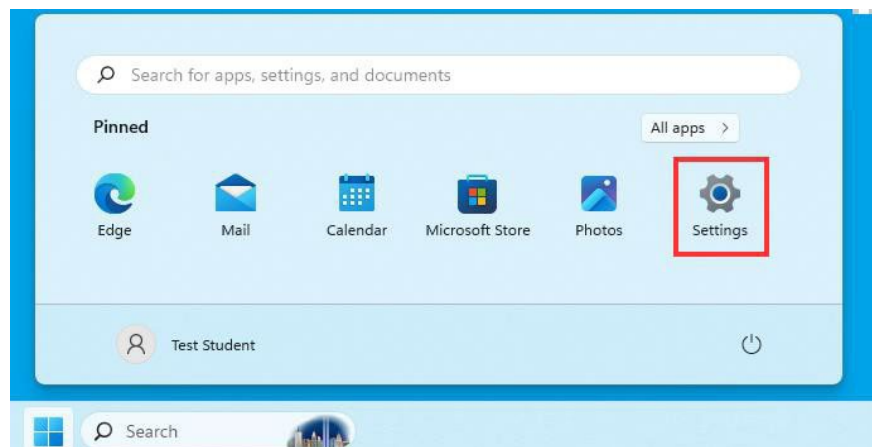 Search for apps, settings, and documents
Pinned
All apps >
Edge Mail Calendar Microsoft Store Photos Settings
Test Student
Search